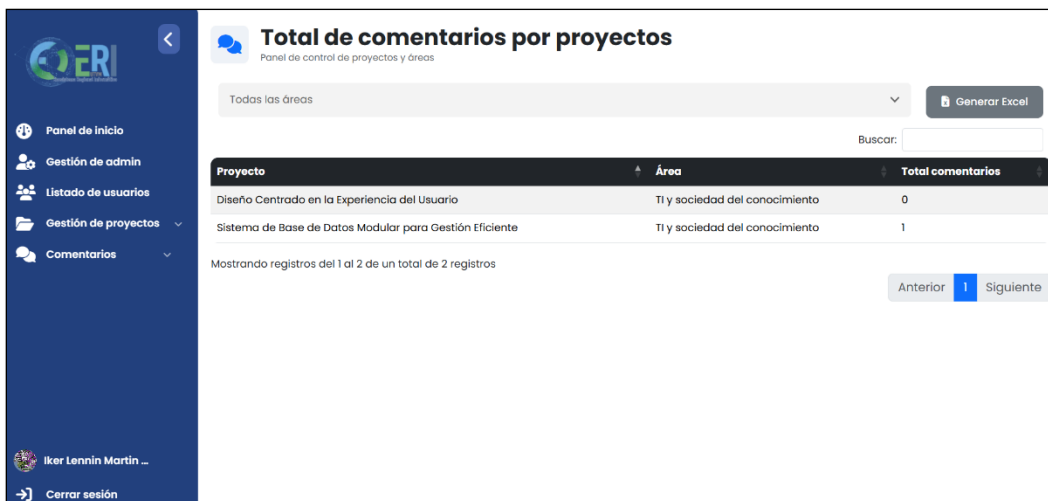 ERI
Total de comentarios por proyectos
Panel de control de proyectos y áreas
Todas las áreas
Generar Excel
Buscar:
Panel de inicio
Gestión de admin
Listado de usuarios
Gestión de proyectos
Comentarios
Proyecto Área Total comentarios
Diseño Centrado en la Experiencia del Usuario TI y sociedad del conocimiento 0
Sistema de Base de Datos Modular para Gestión Eficiente TI y sociedad del conocimiento 1
Mostrando registros del 1 al 2 de un total de 2 registros
Anterior 1 Siguiente
Iker Lennin Martin ...
Cerrar sesión